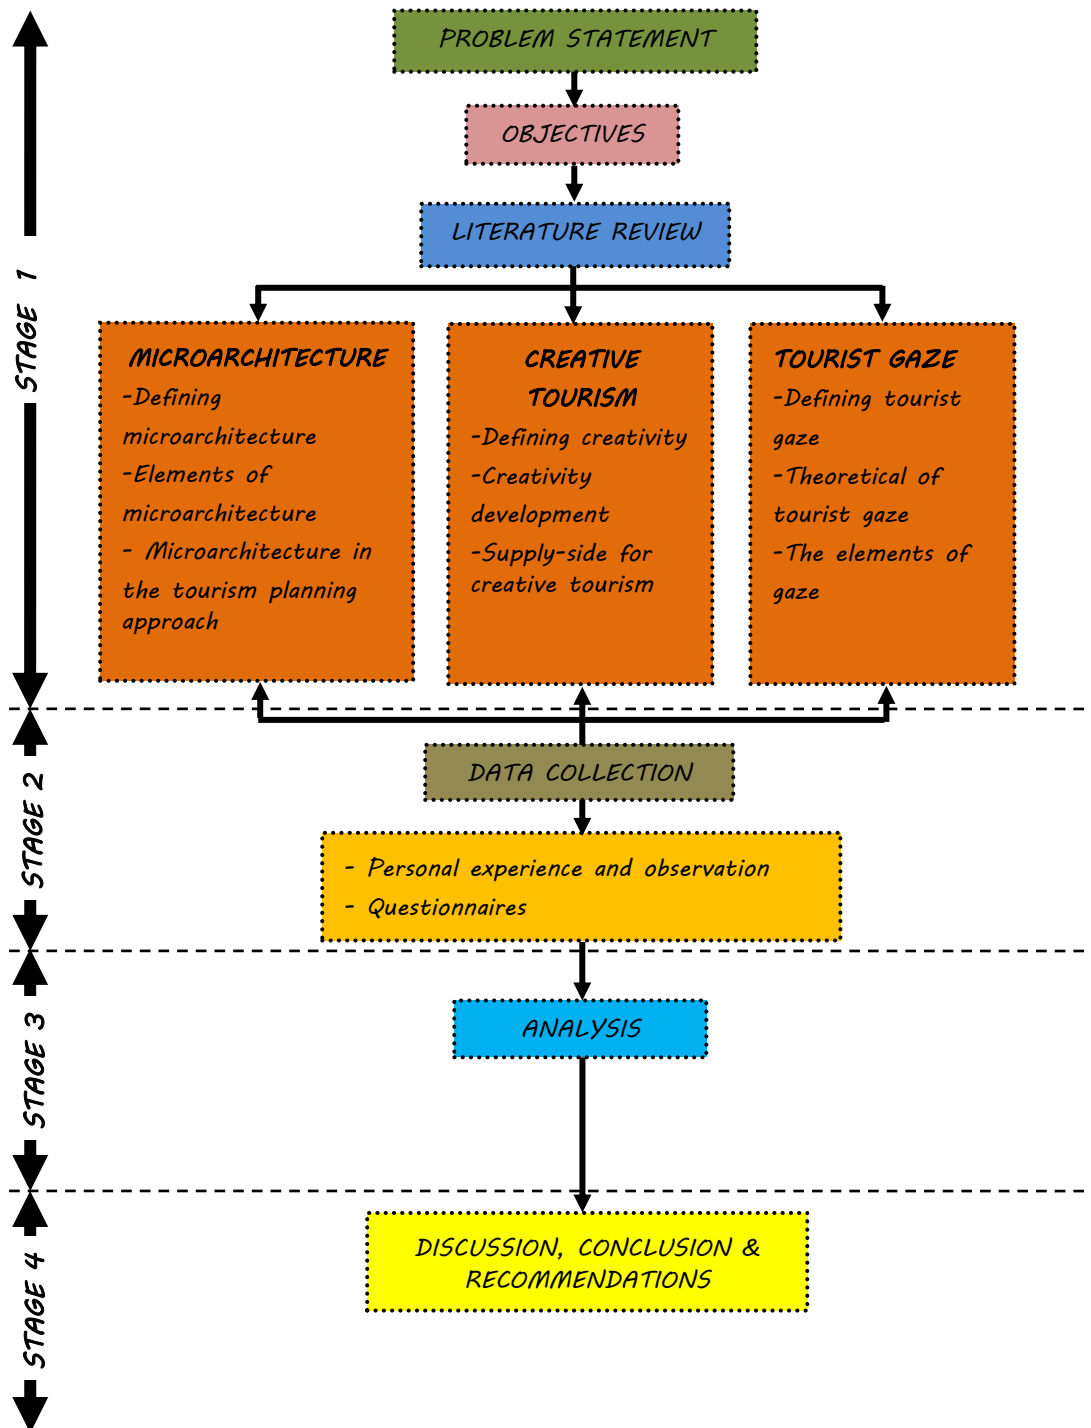 PROBLEM STATEMENT
OBJECTIVES
LITERATURE REVIEW
STAGE 1
MICROARCHITECTURE
-Defining
microarchitecture
-Elements of
microarchitecture
- Microarchitecture in
the tourism planning
approach
CREATIVE
TOURISM
-Defining creativity
-Creativity
development
-Supply-side for
creative tourism
TOURIST GAZE
-Defining tourist
gaze
-Theoretical of
tourist gaze
-The elements of
gaze
STAGE 2
DATA COLLECTION
- Personal experience and observation
- Questionnaires
STAGE 3
ANALYSIS
STAGE 4
DISCUSSION, CONCLUSION &
RECOMMENDATIONS